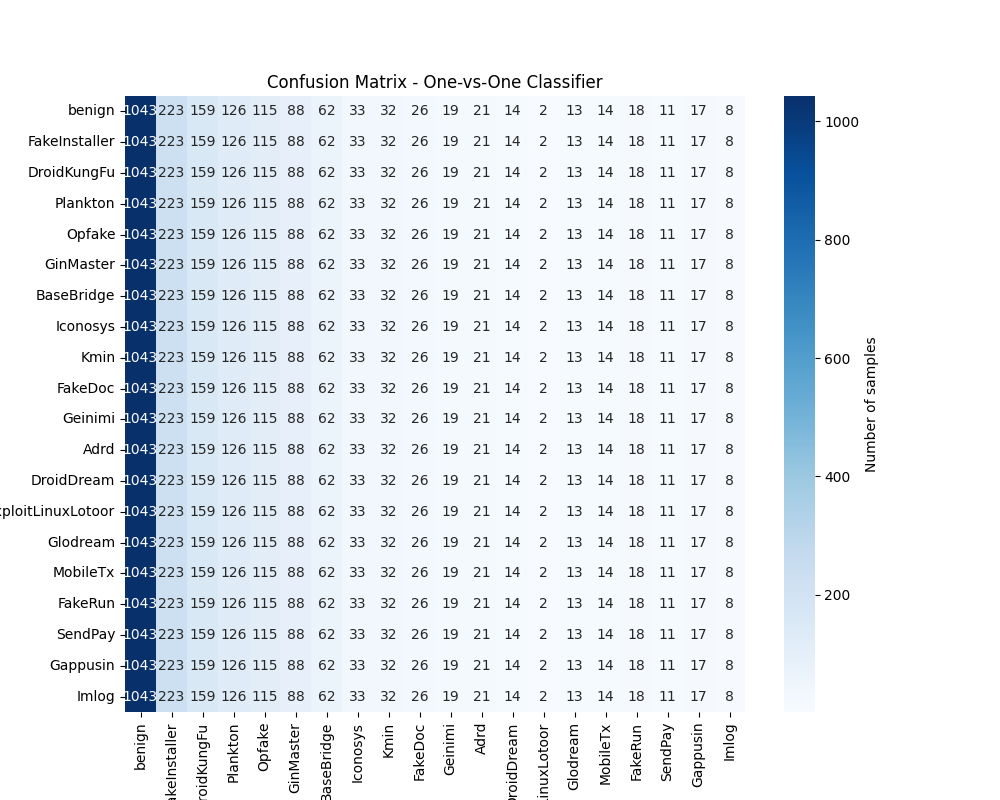 Confusion Matrix - One-vs-One Classifier
benign 1043 223 159 126 115 88 62 33 32 26 19 21 14 2 13 14 18 11 17 8
FakeInstaller 1043 223 159 126 115 88 62 33 32 26 19 21 14 2 13 14 18 11 17 8
DroidKungFu 1043 223 159 126 115 88 62 33 32 26 19 21 14 2 13 14 18 11 17 8
Plankton 1043 223 159 126 115 88 62 33 32 26 19 21 14 2 13 14 18 11 17 8
Opfake 1043 223 159 126 115 88 62 33 32 26 19 21 14 2 13 14 18 11 17 8
GinMaster 1043 223 159 126 115 88 62 33 32 26 19 21 14 2 13 14 18 11 17 8
BaseBridge 1043 223 159 126 115 88 62 33 32 26 19 21 14 2 13 14 18 11 17 8
Iconosys 1043 223 159 126 115 88 62 33 32 26 19 21 14 2 13 14 18 11 17 8
Kmin 1043 223 159 126 115 88 62 33 32 26 19 21 14 2 13 14 18 11 17 8
FakeDoc 1043 223 159 126 115 88 62 33 32 26 19 21 14 2 13 14 18 11 17 8
Geinimi 1043 223 159 126 115 88 62 33 32 26 19 21 14 2 13 14 18 11 17 8
Adrd 1043 223 159 126 115 88 62 33 32 26 19 21 14 2 13 14 18 11 17 8
DroidDream 1043 223 159 126 115 88 62 33 32 26 19 21 14 2 13 14 18 11 17 8
xploitLinuxLotoor 1043 223 159 126 115 88 62 33 32 26 19 21 14 2 13 14 18 11 17 8
Glodream 1043 223 159 126 115 88 62 33 32 26 19 21 14 2 13 14 18 11 17 8
MobileTx 1043 223 159 126 115 88 62 33 32 26 19 21 14 2 13 14 18 11 17 8
FakeRun 1043 223 159 126 115 88 62 33 32 26 19 21 14 2 13 14 18 11 17 8
SendPay 1043 223 159 126 115 88 62 33 32 26 19 21 14 2 13 14 18 11 17 8
Gappusin 1043 223 159 126 115 88 62 33 32 26 19 21 14 2 13 14 18 11 17 8
Imlog 1043 223 159 126 115 88 62 33 32 26 19 21 14 2 13 14 18 11 17 8
benign
akeInstaller
roidKungFu
Plankton
Opfake
GinMaster
BaseBridge
Iconosys
Kmin
FakeDoc
Geinimi
Adrd
DroidDream
inuxLotoor
Glodream
MobileTx
FakeRun
SendPay
Gappusin
Imlog
1000
800
600
400
200
Number of samples